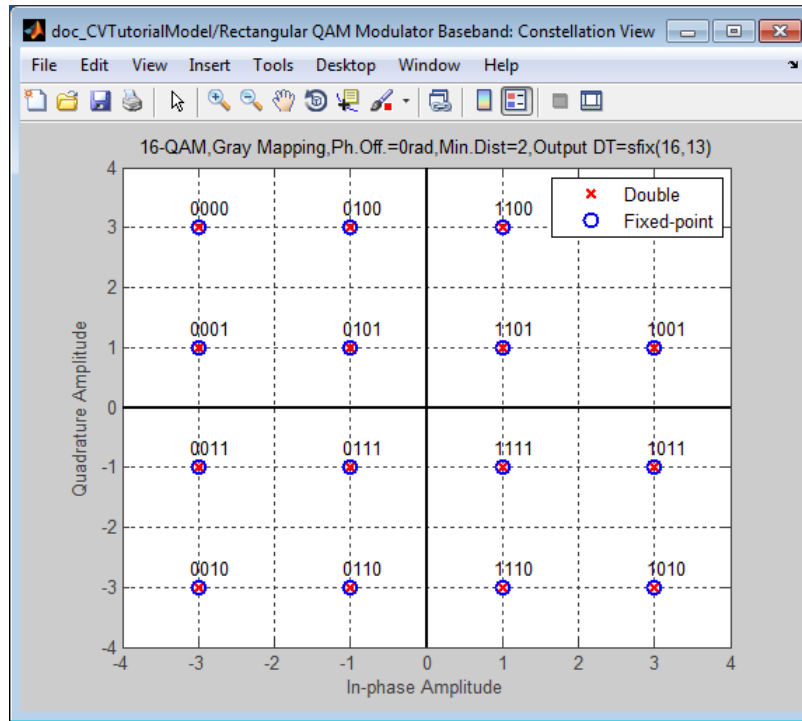 doc_CVTutorialModel/Rectangular QAM Modulator Baseband: Constellation View
File Edit View Insert Tools Desktop Window Help
16-QAM,Gray Mapping,Ph.Off.=0rad,Min.Dist=2,Output DT=sfix(16,13)
Double
Fixed-point
0000 0100 1100
0001 0101 1101 1001
0011 0111 1111 1011
0010 0110 1110 1010
4
3
2
1
0
-1
-2
-3
-4
Quadrature Amplitude
-4 -3 -2 -1 0 1 2 3 4
In-phase Amplitude